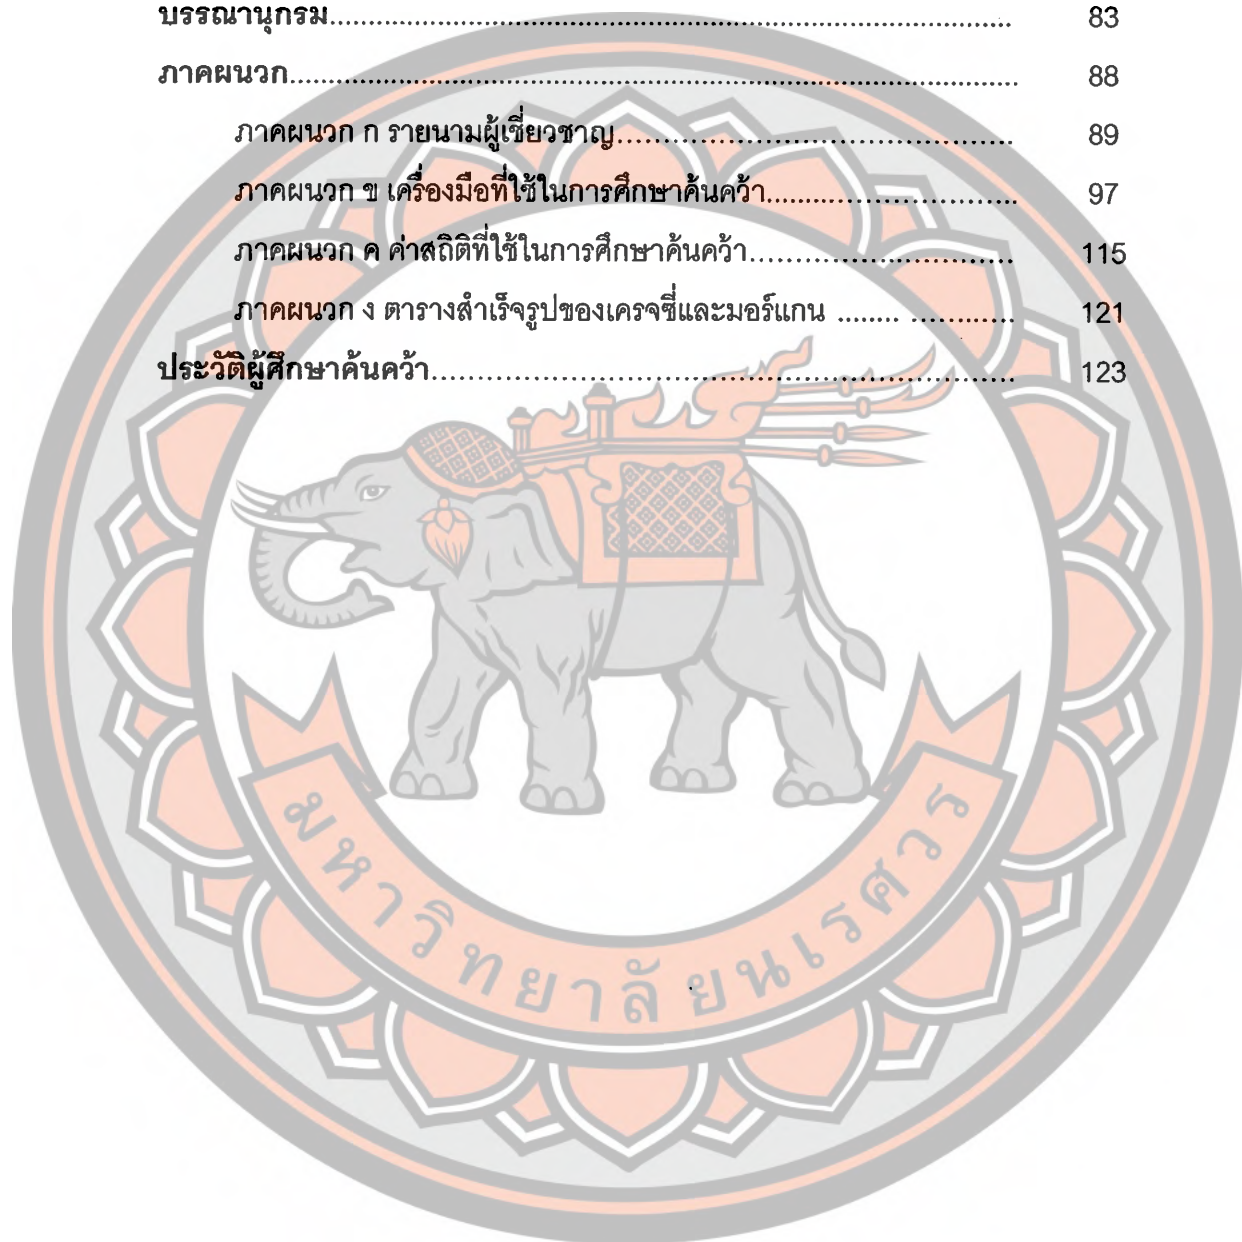 บรรณานุกรม.......................................................................................... 83
ภาคผนวก................................................................................................ 88
ภาคผนวก ก รายนามผู้เชี่ยวชาญ.................................................. 89
ภาคผนวก ข เครื่องมือที่ใช้ในการศึกษาค้นคว้า.............................. 97
ภาคผนวก ค ค่าสถิติที่ใช้ในการศึกษาค้นคว้า................................ 115
ภาคผนวก ง ตารางสำเร็จรูปของเครจซี่และมอร์แกน ........ ............ 121
ประวัติผู้ศึกษาค้นคว้า........................................................................... 123
มหาวิทยาลัยนเรศวร